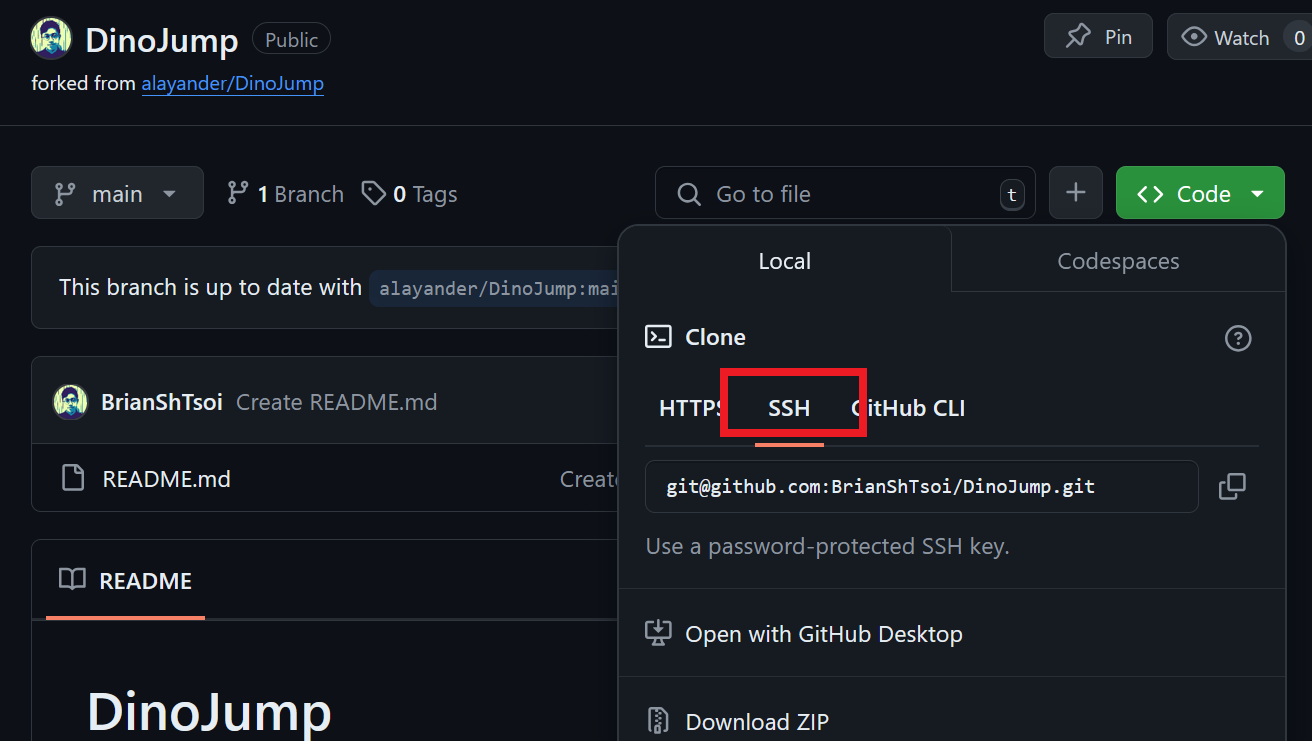 DinoJump Public
Pin
Watch 0
forked from alayander/DinoJump
main
1 Branch
0 Tags
Go to file t
Code
This branch is up to date with alayander/DinoJump:mai
Local
Codespaces
Clone
HTTPS
SSH
GitHub CLI
git@github.com:BrianShTsoi/DinoJump.git
Use a password-protected SSH key.
Open with GitHub Desktop
Download ZIP
BrianShTsoi Create README.md
README.md Create
README
DinoJump